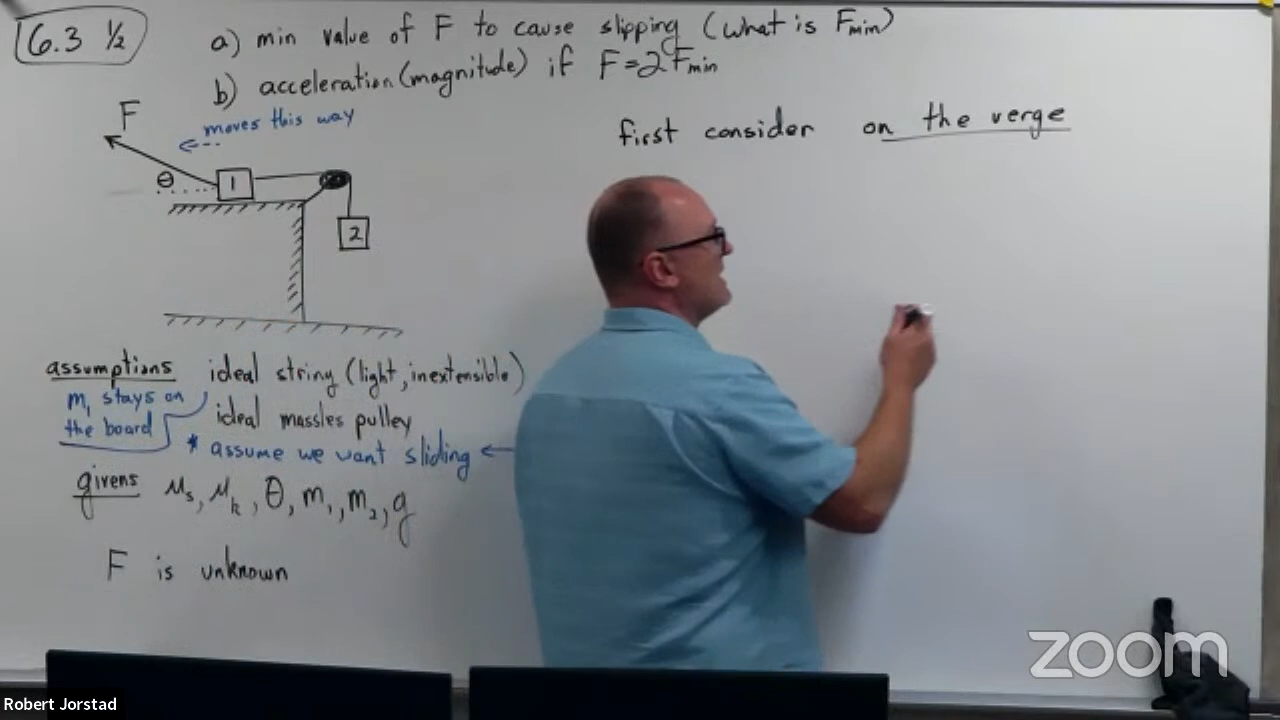 6.3 ½
a) min value of F to cause slipping (what is Fmin)
b) acceleration (magnitude) if F=2Fmin
F
moves this way
first consider on the verge
θ
1
2
assumptions ideal string (light, inextensible)
m₁ stays on
the board
ideal massles pulley
* assume we want sliding ←
givens μs, μk, θ, m₁, m₂, g
F is unknown
zoom
Robert Jorstad